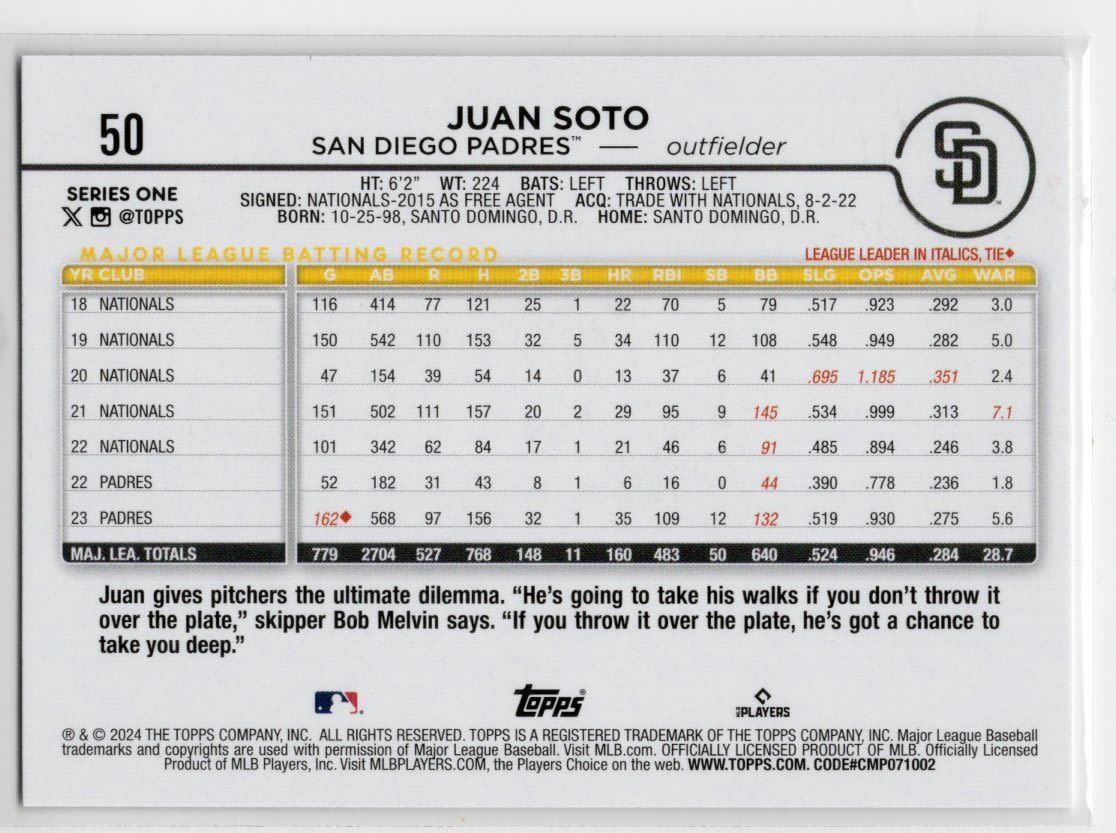 50
JUAN SOTO
SAN DIEGO PADRES™ — outfielder
SD
™
SERIES ONE
X @TOPPS
HT: 6'2" WT: 224 BATS: LEFT THROWS: LEFT
SIGNED: NATIONALS-2015 AS FREE AGENT ACQ: TRADE WITH NATIONALS, 8-2-22
BORN: 10-25-98, SANTO DOMINGO, D.R. HOME: SANTO DOMINGO, D.R.
MAJOR LEAGUE BATTING RECORD LEAGUE LEADER IN ITALICS, TIE♦
YR CLUB G AB R H 2B 3B HR RBI SB BB SLG OPS AVG WAR
18 NATIONALS 116 414 77 121 25 1 22 70 5 79 .517 .923 .292 3.0
19 NATIONALS 150 542 110 153 32 5 34 110 12 108 .548 .949 .282 5.0
20 NATIONALS 47 154 39 54 14 0 13 37 6 41 .695 1.185 .351 2.4
21 NATIONALS 151 502 111 157 20 2 29 95 9 145 .534 .999 .313 7.1
22 NATIONALS 101 342 62 84 17 1 21 46 6 91 .485 .894 .246 3.8
22 PADRES 52 182 31 43 8 1 6 16 0 44 .390 .778 .236 1.8
23 PADRES 162♦ 568 97 156 32 1 35 109 12 132 .519 .930 .275 5.6
MAJ. LEA. TOTALS 779 2704 527 768 148 11 160 483 50 640 .524 .946 .284 28.7
Juan gives pitchers the ultimate dilemma. “He's going to take his walks if you don't throw it
over the plate,” skipper Bob Melvin says. “If you throw it over the plate, he's got a chance to
take you deep.”
TOPPS®
MLB PLAYERS
® & © 2024 THE TOPPS COMPANY, INC. ALL RIGHTS RESERVED. TOPPS IS A REGISTERED TRADEMARK OF THE TOPPS COMPANY, INC. Major League Baseball
trademarks and copyrights are used with permission of Major League Baseball. Visit MLB.com. OFFICIALLY LICENSED PRODUCT OF MLB. Officially Licensed
Product of MLB Players, Inc. Visit MLBPLAYERS.COM, the Players Choice on the web. WWW.TOPPS.COM. CODE#CMP071002